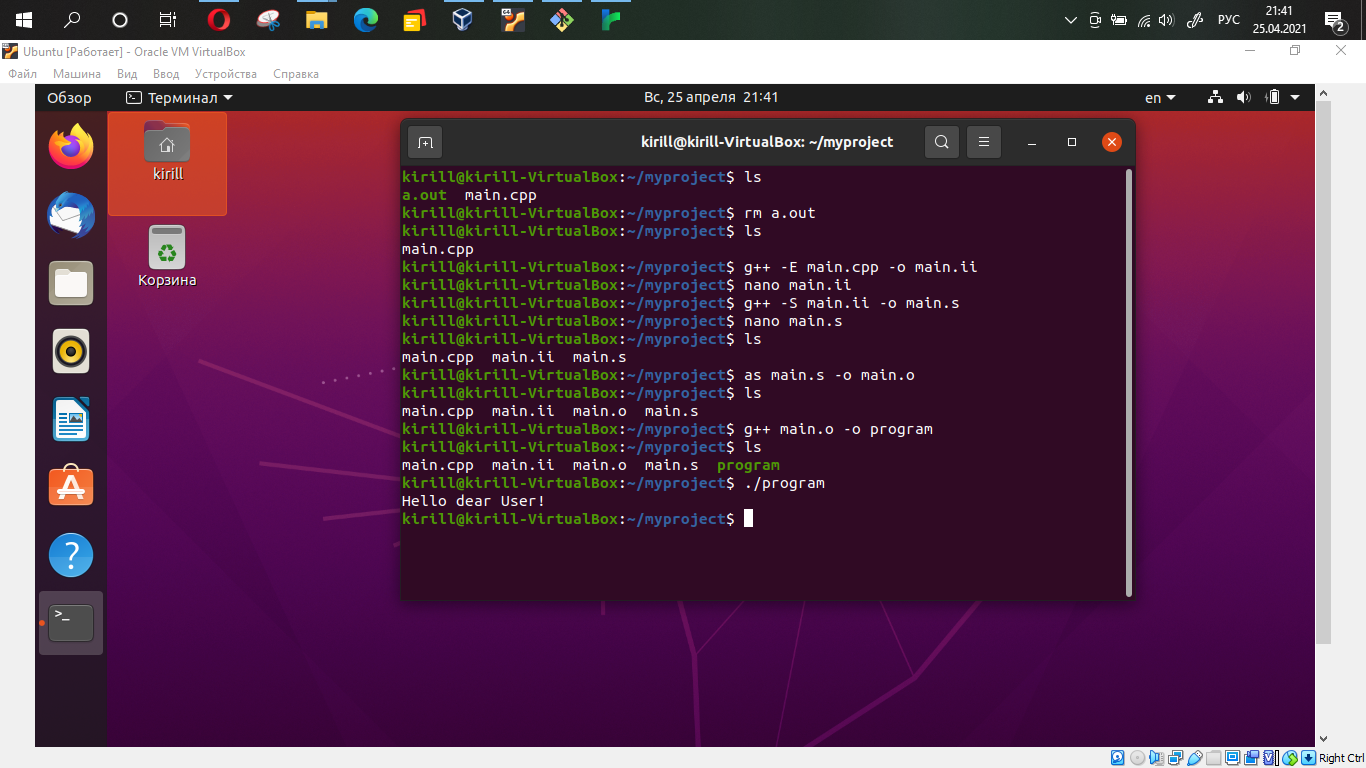 21:41
РУС
25.04.2021
2
Ubuntu [Работает] - Oracle VM VirtualBox
Файл Машина Вид Ввод Устройства Справка
Обзор Терминал Вс, 25 апреля 21:41 en
kirill@kirill-VirtualBox: ~/myproject
kirill
Корзина
kirill@kirill-VirtualBox:~/myproject$ ls
a.out main.cpp
kirill@kirill-VirtualBox:~/myproject$ rm a.out
kirill@kirill-VirtualBox:~/myproject$ ls
main.cpp
kirill@kirill-VirtualBox:~/myproject$ g++ -E main.cpp -o main.ii
kirill@kirill-VirtualBox:~/myproject$ nano main.ii
kirill@kirill-VirtualBox:~/myproject$ g++ -S main.ii -o main.s
kirill@kirill-VirtualBox:~/myproject$ nano main.s
kirill@kirill-VirtualBox:~/myproject$ ls
main.cpp main.ii main.s
kirill@kirill-VirtualBox:~/myproject$ as main.s -o main.o
kirill@kirill-VirtualBox:~/myproject$ ls
main.cpp main.ii main.o main.s
kirill@kirill-VirtualBox:~/myproject$ g++ main.o -o program
kirill@kirill-VirtualBox:~/myproject$ ls
main.cpp main.ii main.o main.s program
kirill@kirill-VirtualBox:~/myproject$ ./program
Hello dear User!
kirill@kirill-VirtualBox:~/myproject$
Right Ctrl